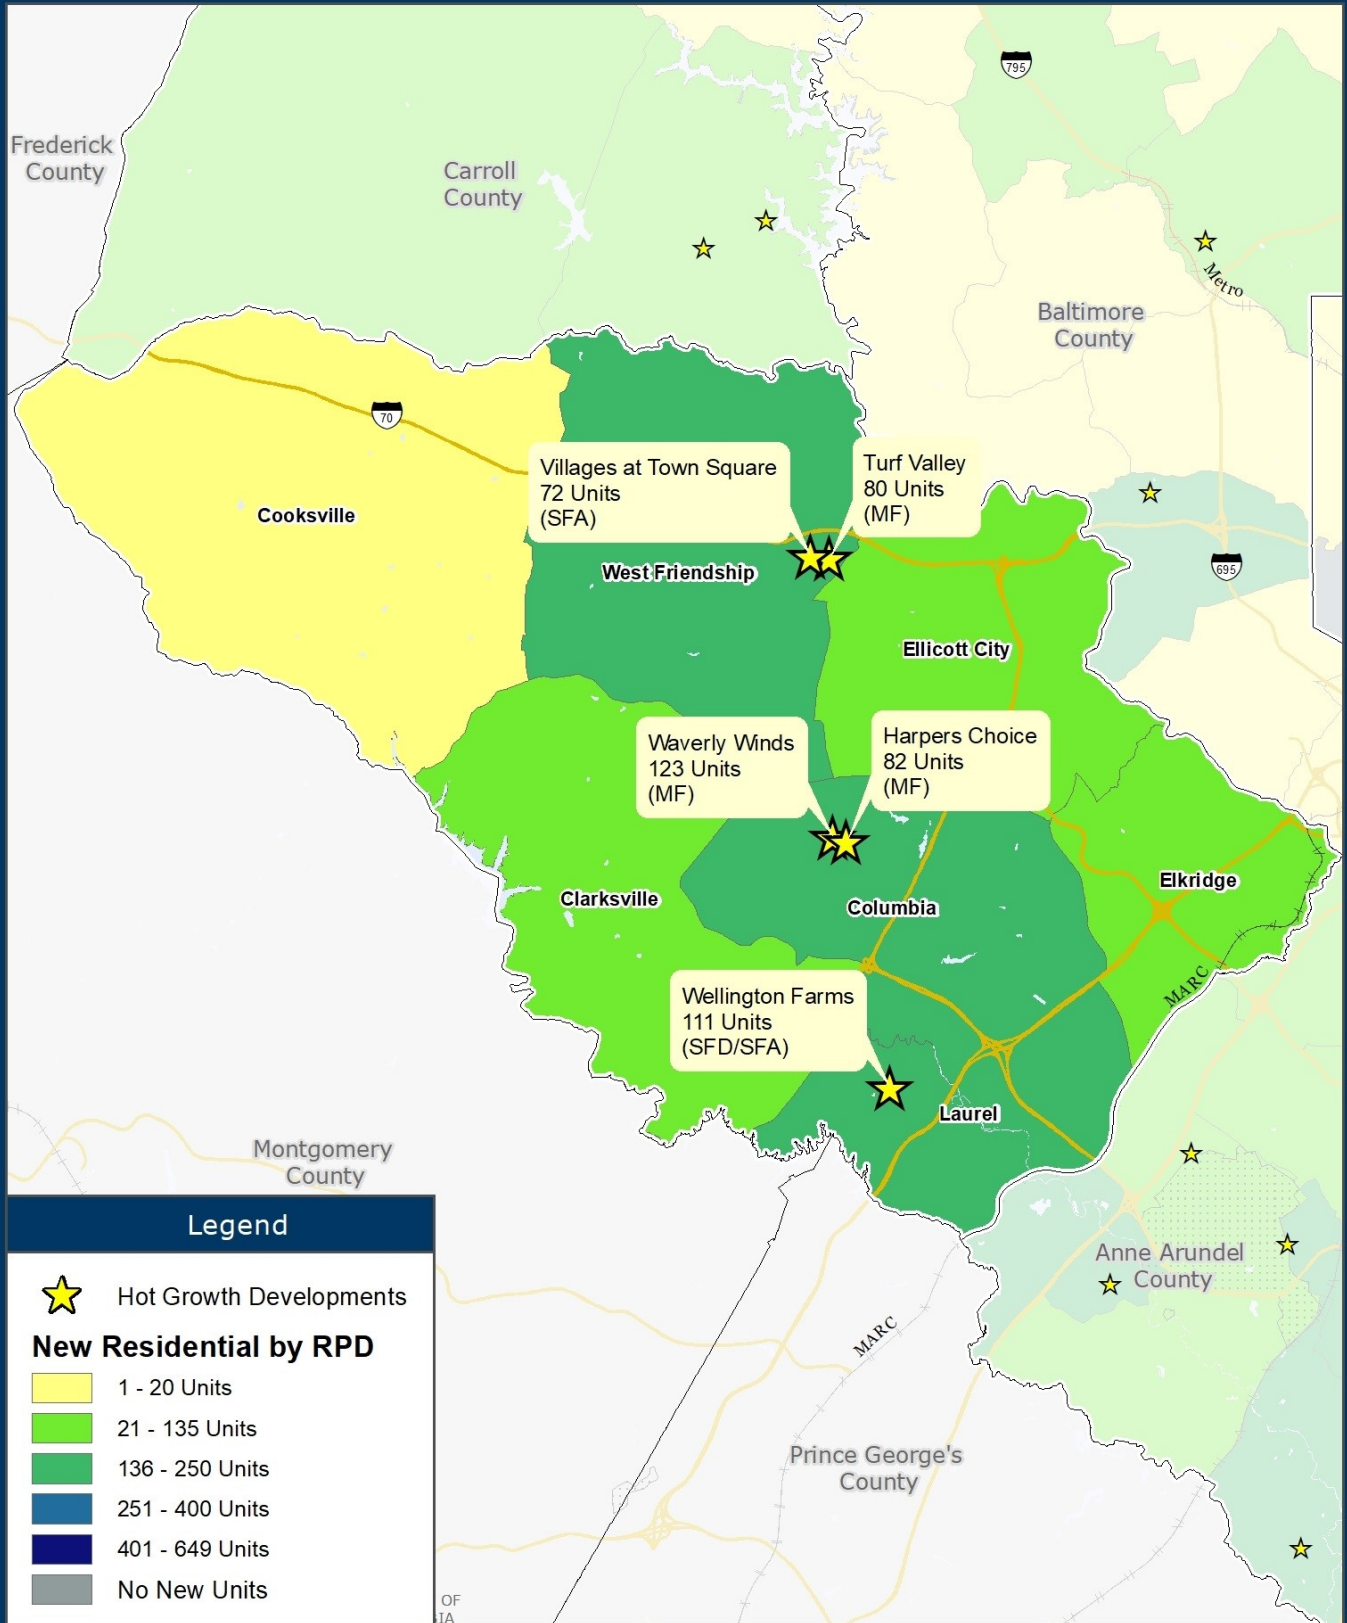 795
Frederick
County
Carroll
County
Metro
Baltimore
County
70
Villages at Town Square
72 Units
(SFA)
Turf Valley
80 Units
(MF)
Cooksville
West Friendship
695
Ellicott City
Waverly Winds
123 Units
(MF)
Harpers Choice
82 Units
(MF)
Clarksville
Columbia
Elkridge
Wellington Farms
111 Units
(SFD/SFA)
MARC
Laurel
Montgomery
County
Anne Arundel
County
MARC
Prince George's
County
Legend
Hot Growth Developments
New Residential by RPD
1 - 20 Units
21 - 135 Units
136 - 250 Units
251 - 400 Units
401 - 649 Units
No New Units
OF
IA